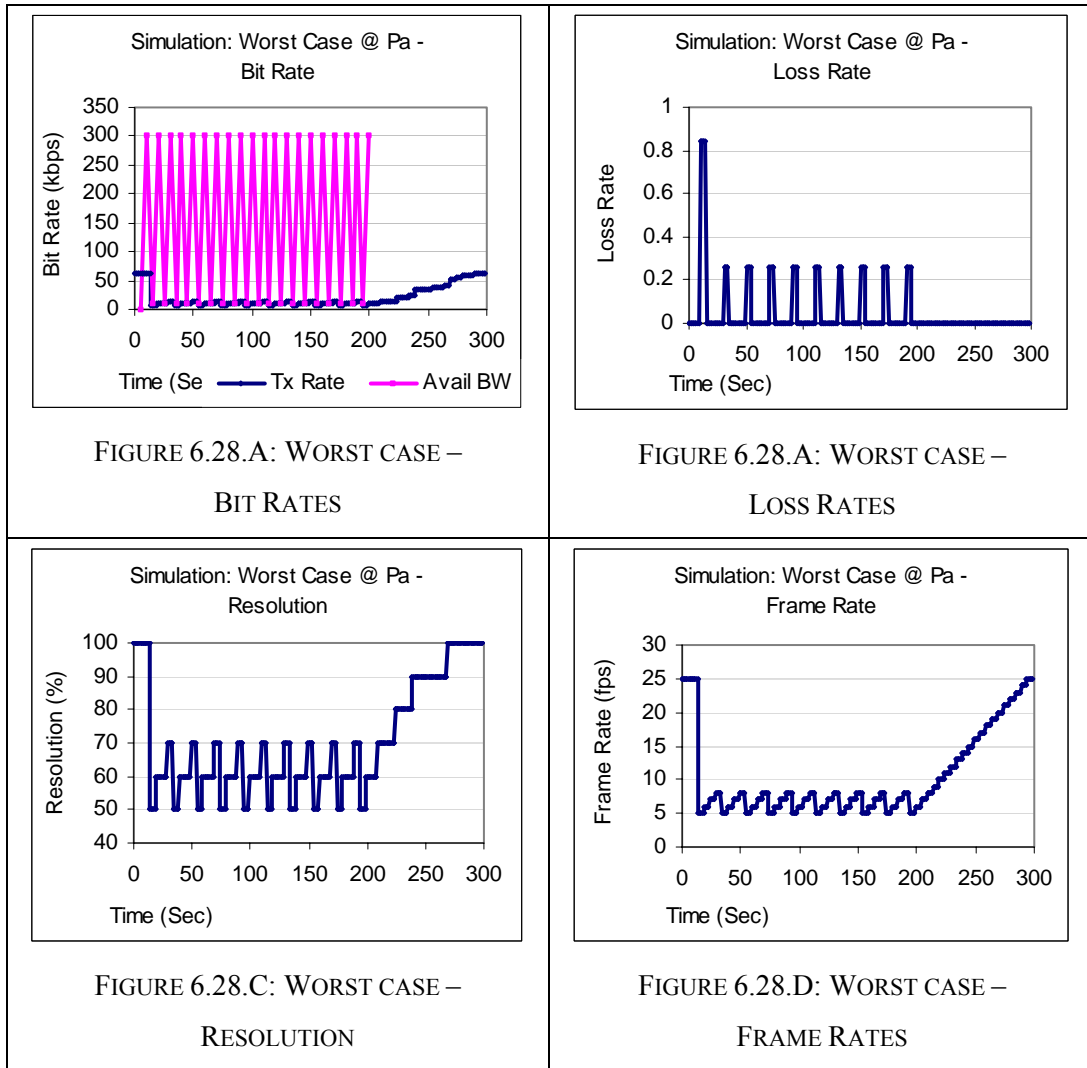 Simulation: Worst Case @ Pa -
Bit Rate
350
300
250
200
150
100
50
0
Bit Rate (kbps)
0 50 100 150 200 250 300
Time (Se Tx Rate Avail BW
FIGURE 6.28.A: WORST CASE –
BIT RATES
Simulation: Worst Case @ Pa -
Loss Rate
1
0.8
0.6
0.4
0.2
0
Loss Rate
0 50 100 150 200 250 300
Time (Sec)
FIGURE 6.28.A: WORST CASE –
LOSS RATES
Simulation: Worst Case @ Pa -
Resolution
100
90
80
70
60
50
40
Resolution (%)
0 50 100 150 200 250 300
Time (Sec)
FIGURE 6.28.C: WORST CASE –
RESOLUTION
Simulation: Worst Case @ Pa -
Frame Rate
30
25
20
15
10
5
0
Frame Rate (fps)
0 50 100 150 200 250 300
Time (Sec)
FIGURE 6.28.D: WORST CASE –
FRAME RATES